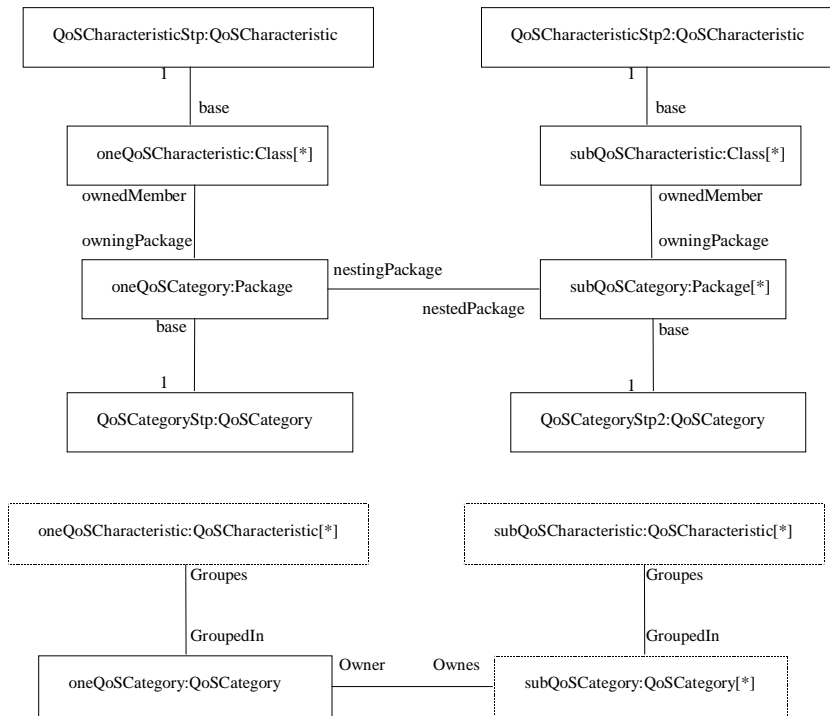 QoSCharacteristicStp:QoSCharacteristic
QoSCharacteristicStp2:QoSCharacteristic
1
1
base
base
oneQoSCharacteristic:Class[*]
subQoSCharacteristic:Class[*]
ownedMember
ownedMember
owningPackage
owningPackage
nestingPackage
oneQoSCategory:Package
subQoSCategory:Package[*]
nestedPackage
base
base
1
1
QoSCategoryStp:QoSCategory
QoSCategoryStp2:QoSCategory
oneQoSCharacteristic:QoSCharacteristic[*]
subQoSCharacteristic:QoSCharacteristic[*]
Groupes
Groupes
GroupedIn
GroupedIn
Owner
Ownes
oneQoSCategory:QoSCategory
subQoSCategory:QoSCategory[*]